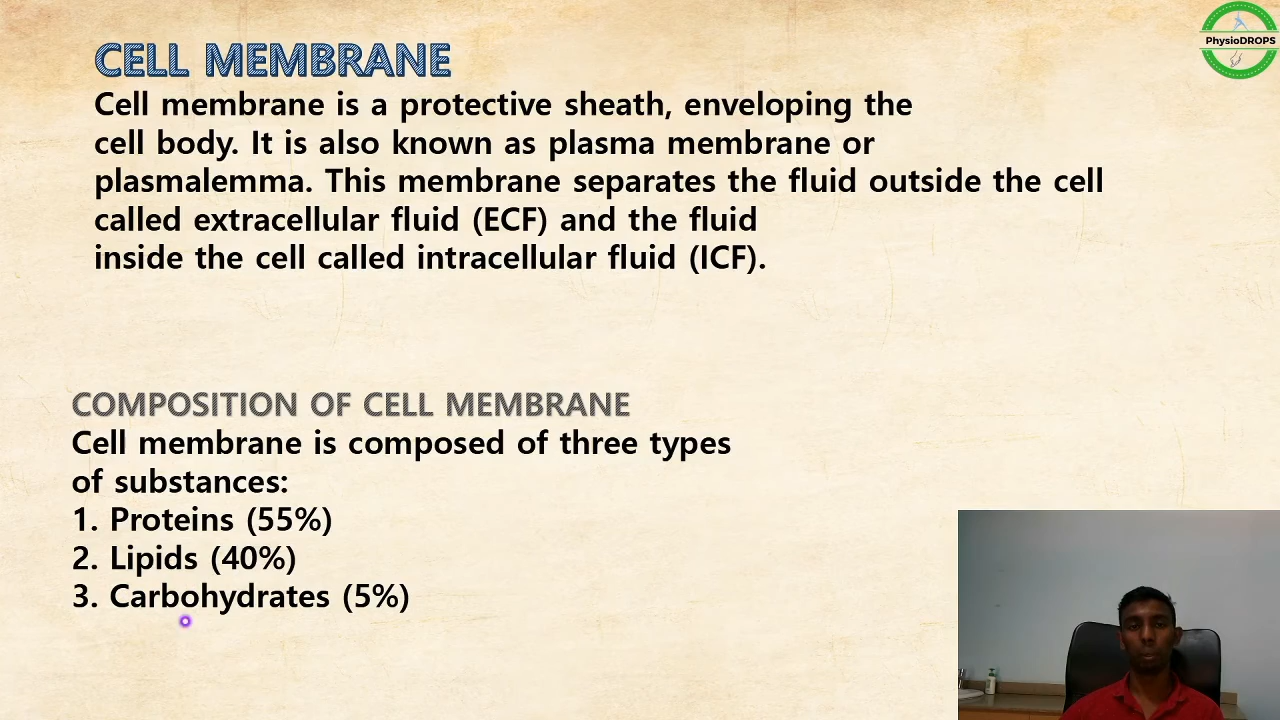 PhysioDROPS
CELL MEMBRANE
Cell membrane is a protective sheath, enveloping the
cell body. It is also known as plasma membrane or
plasmalemma. This membrane separates the fluid outside the cell
called extracellular fluid (ECF) and the fluid
inside the cell called intracellular fluid (ICF).
COMPOSITION OF CELL MEMBRANE
Cell membrane is composed of three types
of substances:
1. Proteins (55%)
2. Lipids (40%)
3. Carbohydrates (5%)